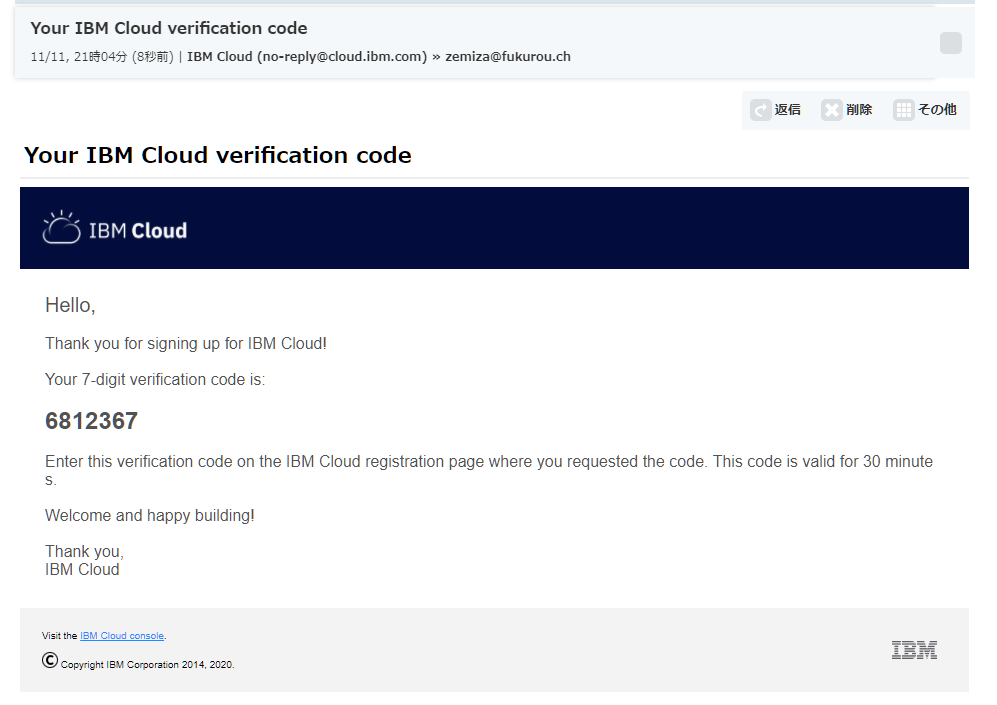 Your IBM Cloud verification code
11/11, 21時04分 (8秒前) | IBM Cloud (no-reply@cloud.ibm.com) » zemiza@fukurou.ch
返信 削除 その他
Your IBM Cloud verification code
IBM Cloud
Hello,
Thank you for signing up for IBM Cloud!
Your 7-digit verification code is:
6812367
Enter this verification code on the IBM Cloud registration page where you requested the code. This code is valid for 30 minute
s.
Welcome and happy building!
Thank you,
IBM Cloud
Visit the IBM Cloud console.
© Copyright IBM Corporation 2014, 2020.
IBM